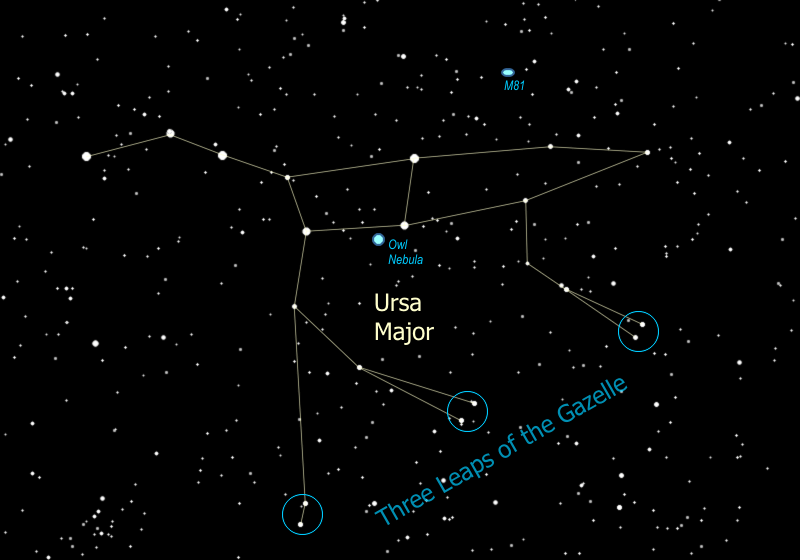 M81
Owl
Nebula
Ursa
Major
Three Leaps of the Gazelle